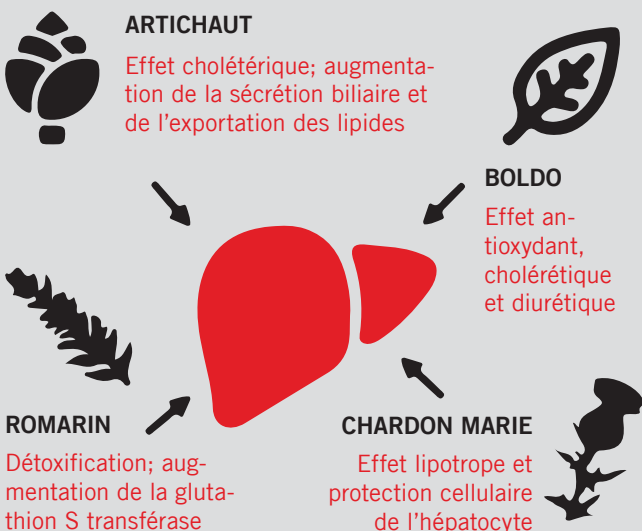 ARTICHAUT
Effet cholétérique; augmenta-
tion de la sécrétion biliaire et
de l'exportation des lipides
BOLDO
Effet an-
tioxydant,
cholérétique
et diurétique
ROMARIN
Détoxification; aug-
mentation de la gluta-
thion S transférase
CHARDON MARIE
Effet lipotrope et
protection cellulaire
de l'hépatocyte